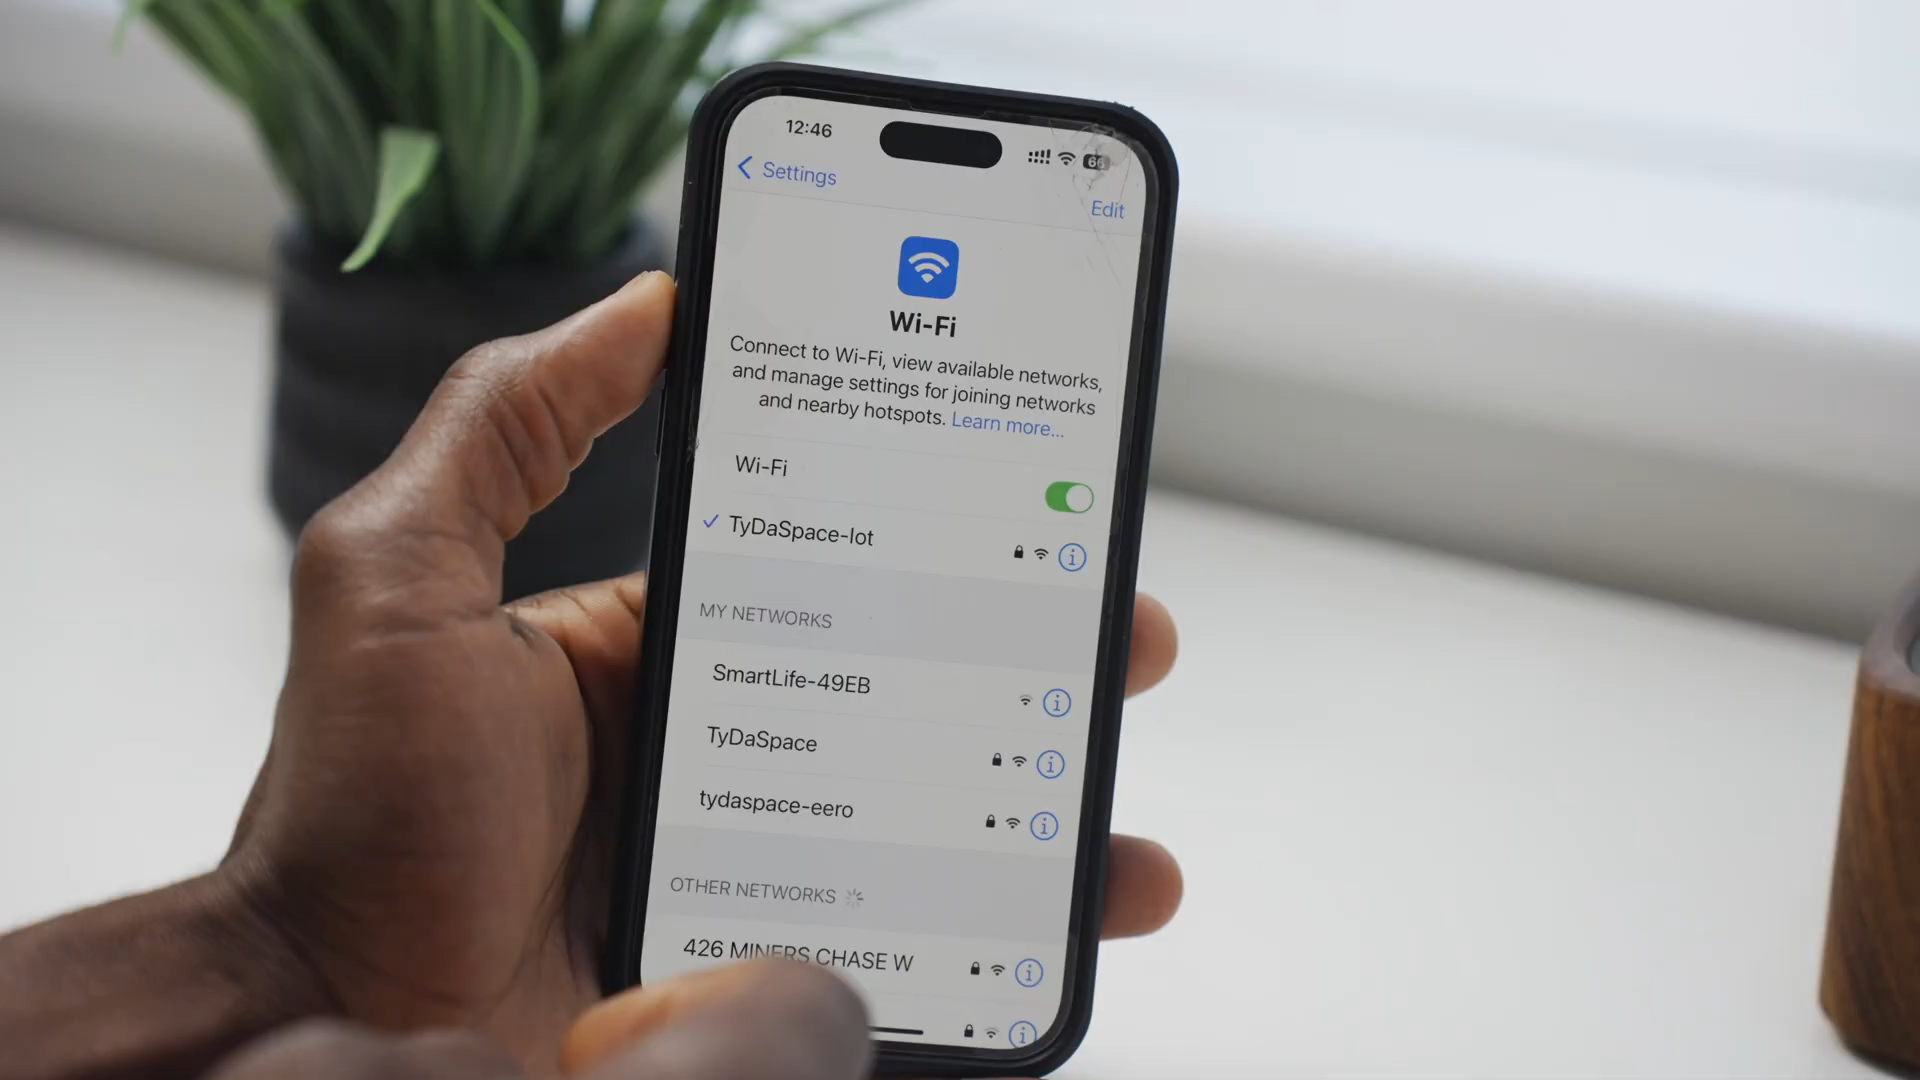 12:46
66
Settings
Edit
Wi-Fi
Connect to Wi-Fi, view available networks,
and manage settings for joining networks
and nearby hotspots. Learn more...
Wi-Fi
TyDaSpace-Iot
MY NETWORKS
SmartLife-49EB
TyDaSpace
tydaspace-eero
OTHER NETWORKS
426 MINERS CHASE W